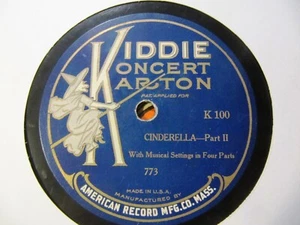 KIDDIE
KONCERT
KARTON
PAT. APPLIED FOR
K 100
CINDERELLA—Part II
With Musical Settings in Four Parts
773
MADE IN U.S.A.
MANUFACTURED BY
AMERICAN RECORD MFG. CO. MASS.